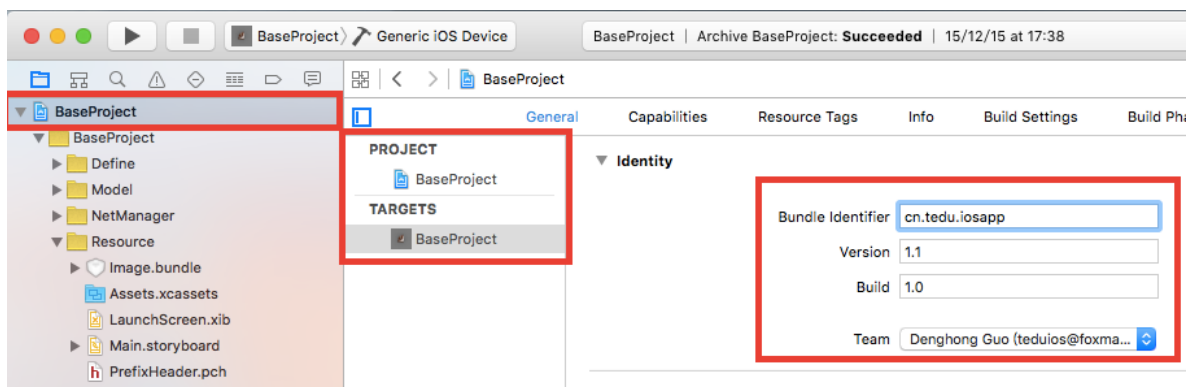 BaseProject
Generic iOS Device
BaseProject | Archive BaseProject: Succeeded | 15/12/15 at 17:38
BaseProject
BaseProject
Define
Model
NetManager
Resource
Image.bundle
Assets.xcassets
LaunchScreen.xib
Main.storyboard
h PrefixHeader.pch
BaseProject
General Capabilities Resource Tags Info Build Settings Build Pha
PROJECT
BaseProject
TARGETS
BaseProject
Identity
Bundle Identifier cn.tedu.iosapp
Version 1.1
Build 1.0
Team Denghong Guo (teduios@foxma...